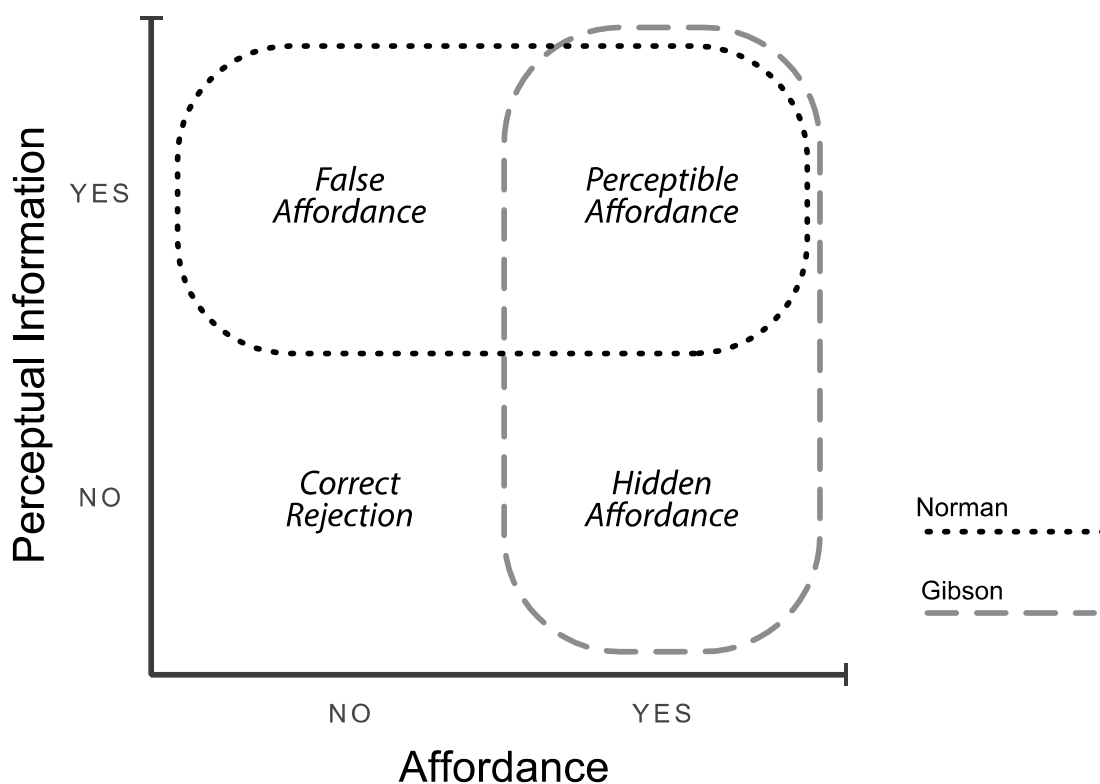 Perceptual Information
YES
NO
False
Affordance
Perceptible
Affordance
Correct
Rejection
Hidden
Affordance
Norman
Gibson
NO
YES
Affordance